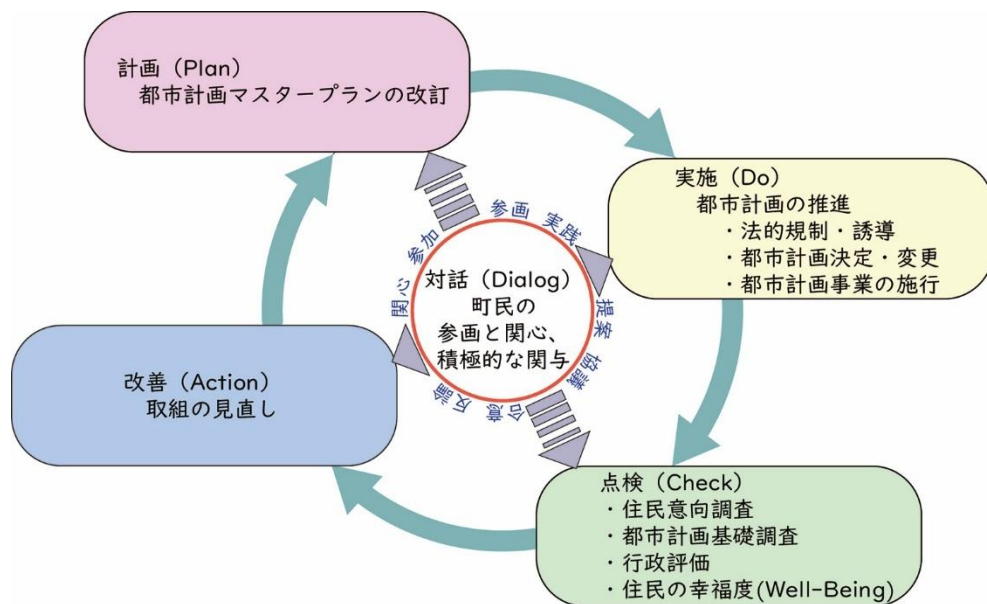 計画（Plan）
都市計画マスタープランの改訂
実施（Do）
都市計画の推進
・法的規制・誘導
・都市計画決定・変更
・都市計画事業の施行
関心 参加 参画 実践
対話（Dialog）
町民の
参画と関心、
積極的な関与
提案 協議 合意 反論
改善（Action）
取組の見直し
点検（Check）
・住民意向調査
・都市計画基礎調査
・行政評価
・住民の幸福度(Well-Being)